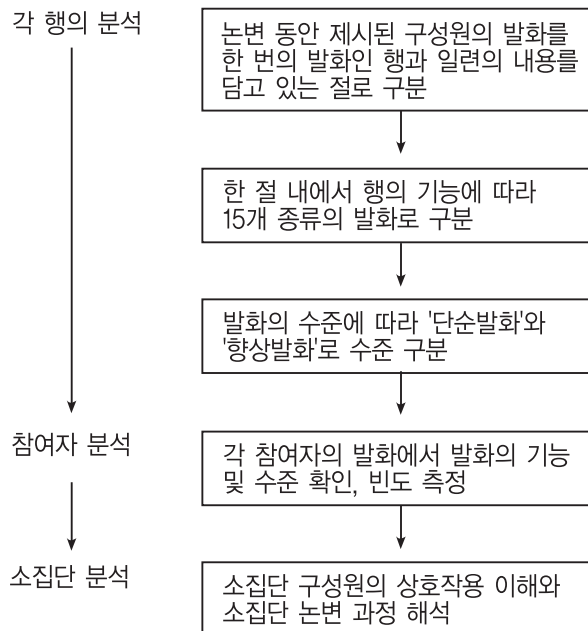 각 행의 분석
논변 동안 제시된 구성원의 발화를
한 번의 발화인 행과 일련의 내용를
담고 있는 절로 구분
한 절 내에서 행의 기능에 따라
15개 종류의 발화로 구분
발화의 수준에 따라 '단순발화'와
'향상발화'로 수준 구분
참여자 분석
각 참여자의 발화에서 발화의 기능
및 수준 확인, 빈도 측정
소집단 분석
소집단 구성원의 상호작용 이해와
소집단 논변 과정 해석